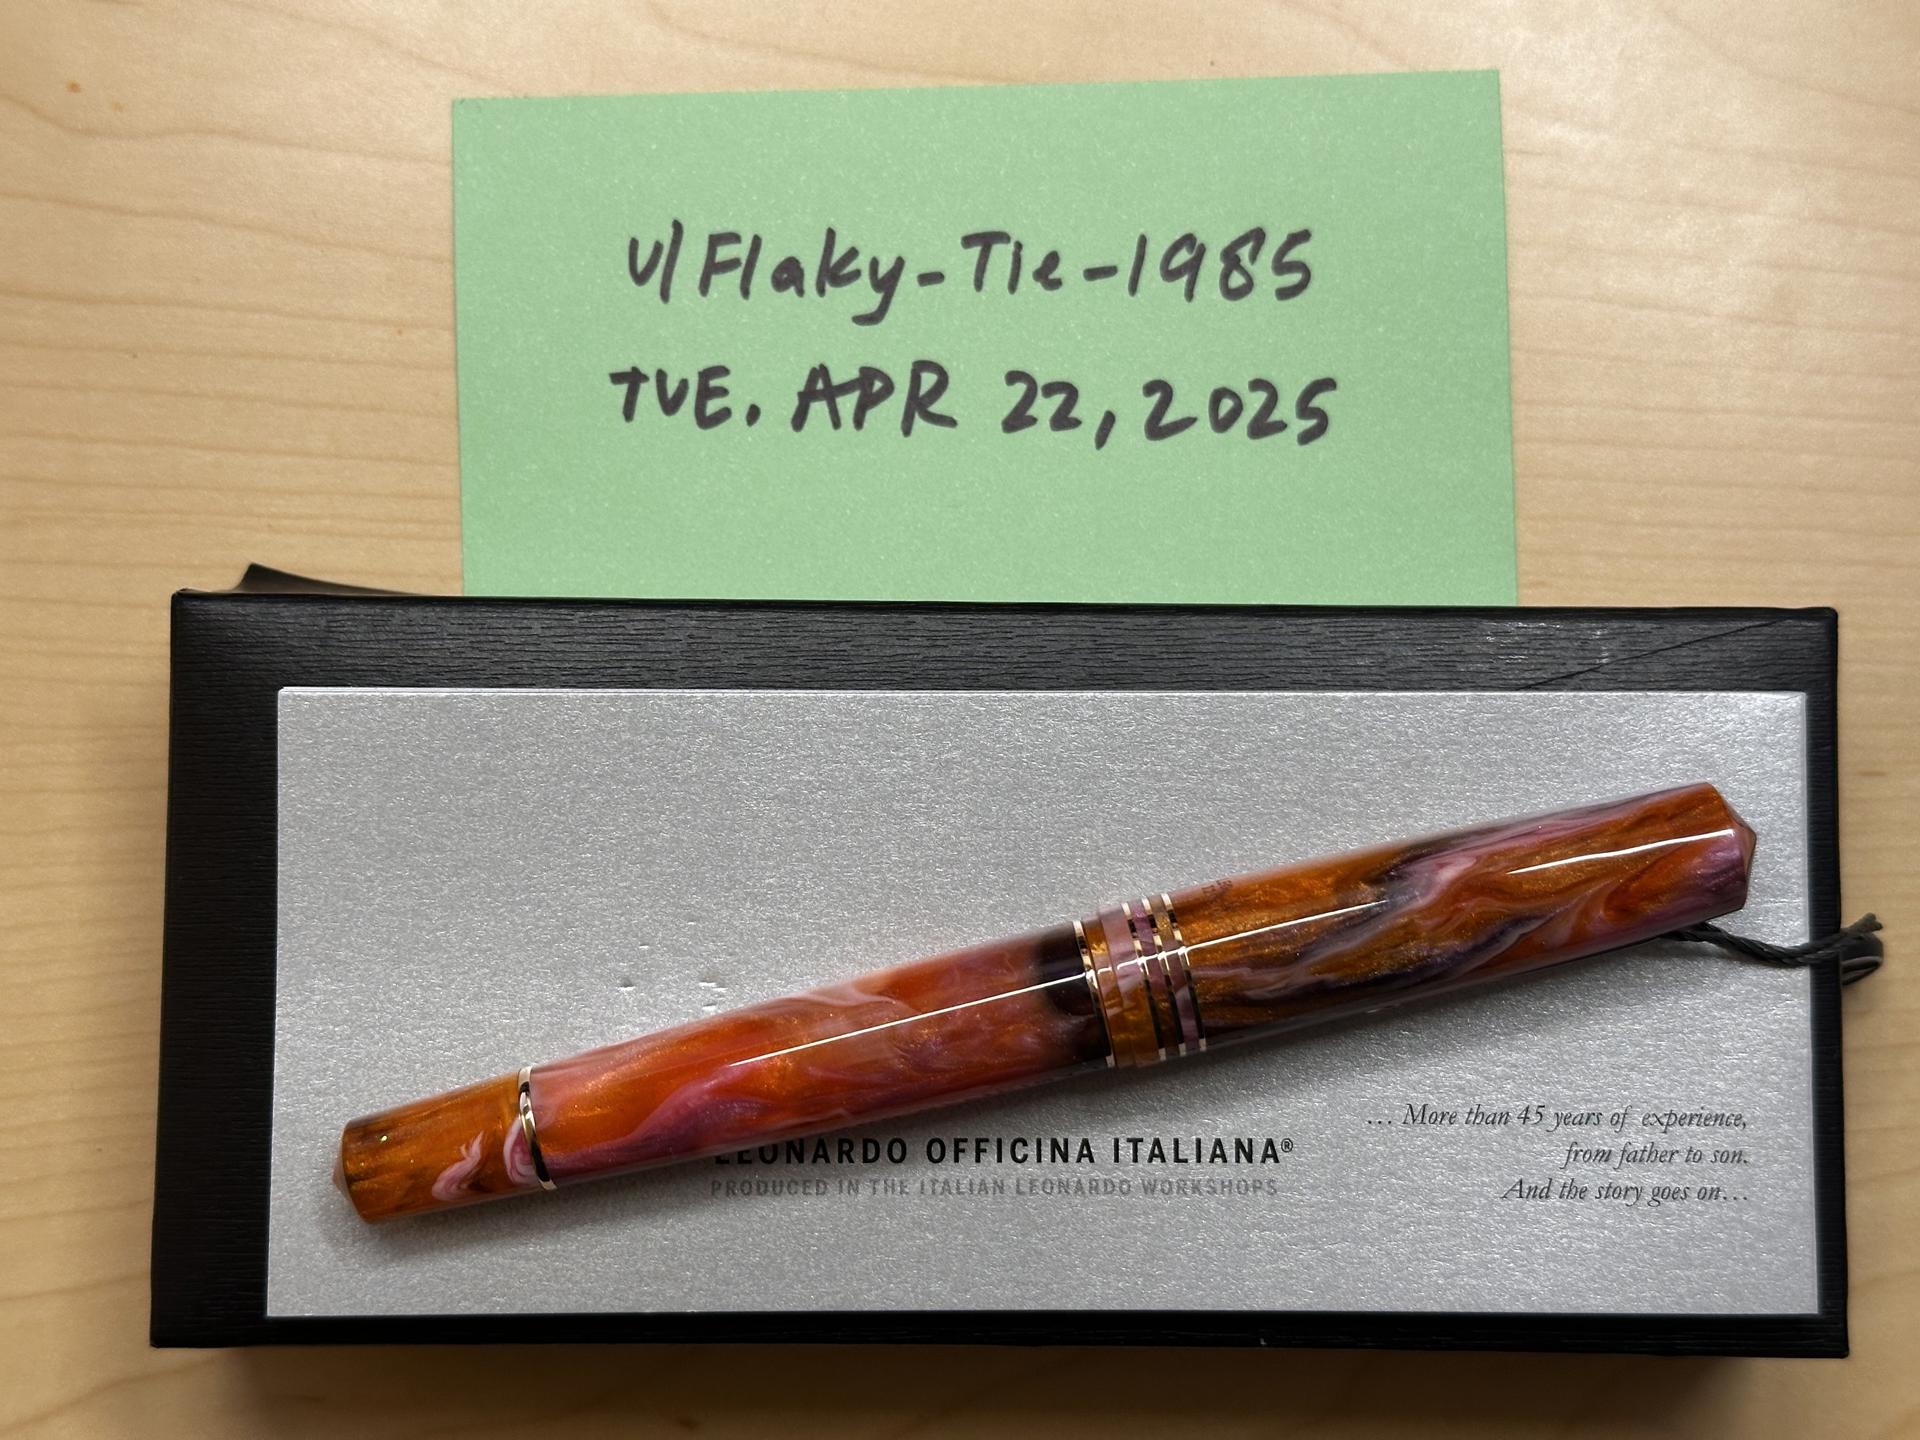 u/Flaky-Tie-1985
TUE. APR 22, 2025
LEONARDO OFFICINA ITALIANA®
PRODUCED IN THE ITALIAN LEONARDO WORKSHOPS
... More than 45 years of experience,
from father to son.
And the story goes on...